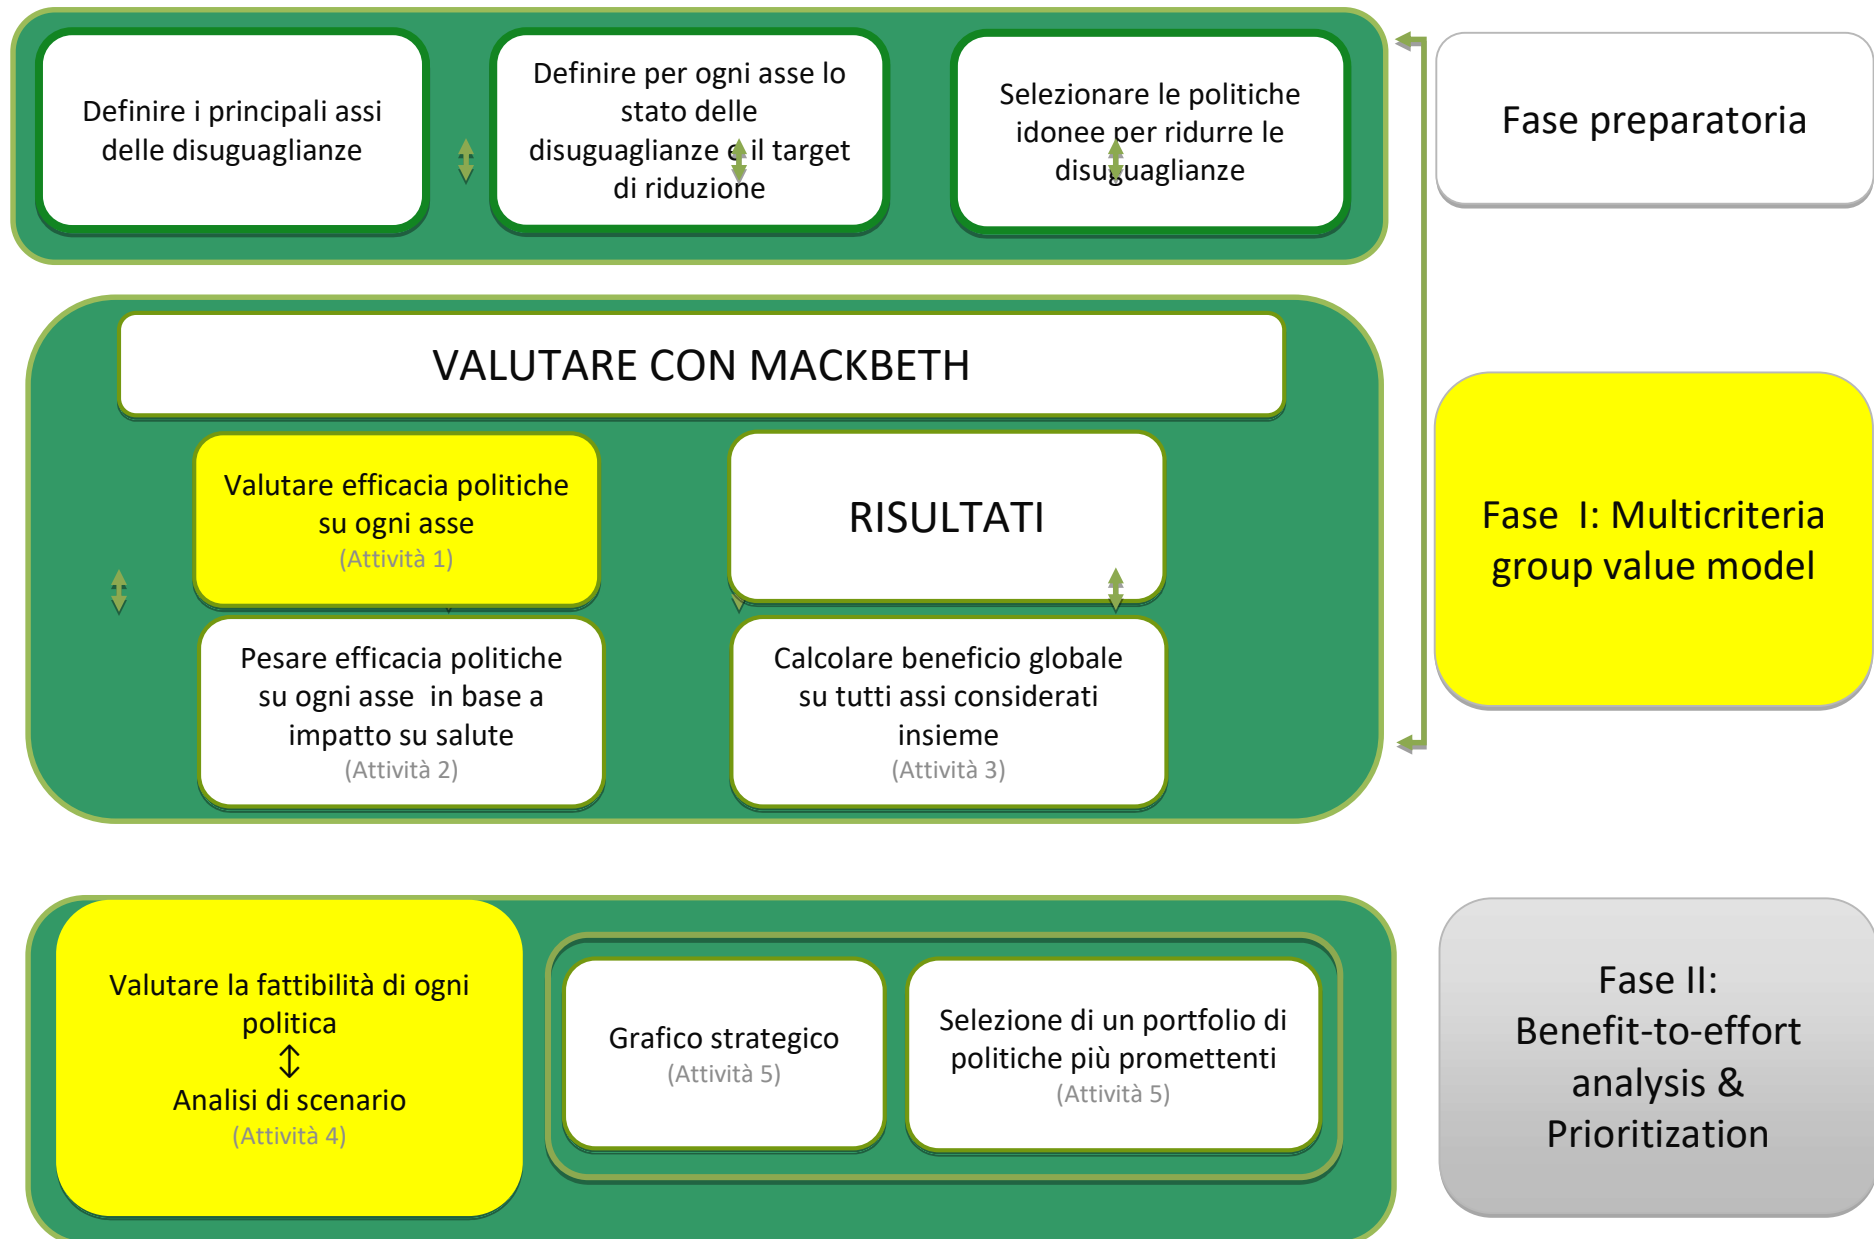 Definire i principali assi
delle disuguaglianze
Definire per ogni asse lo
stato delle
disuguaglianze e il target
di riduzione
Selezionare le politiche
idonee per ridurre le
disuguaglianze
Fase preparatoria
VALUTARE CON MACKBETH
Valutare efficacia politiche
su ogni asse
(Attività 1)
RISULTATI
Pesare efficacia politiche
su ogni asse  in base a
impatto su salute
(Attività 2)
Calcolare beneficio globale
su tutti assi considerati
insieme
(Attività 3)
Fase  I: Multicriteria
group value model
Valutare la fattibilità di ogni
politica
↕
Analisi di scenario
(Attività 4)
Grafico strategico
(Attività 5)
Selezione di un portfolio di
politiche più promettenti
(Attività 5)
Fase II:
Benefit-to-effort
analysis &
Prioritization